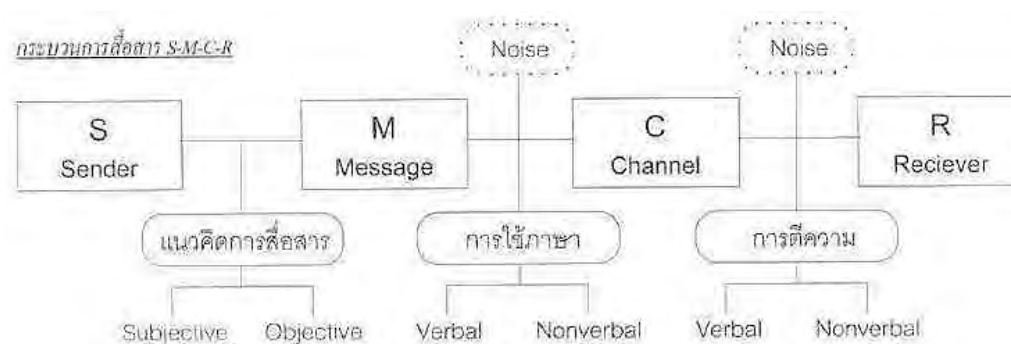 กระบวนการสื่อสาร S-M-C-R
Noise
Noise
S
Sender
M
Message
C
Channel
R
Reciever
แนวคิดการสื่อสาร
การใช้ภาษา
การตีความ
Subjective
Objective
Verbal
Nonverbal
Verbal
Nonverbal